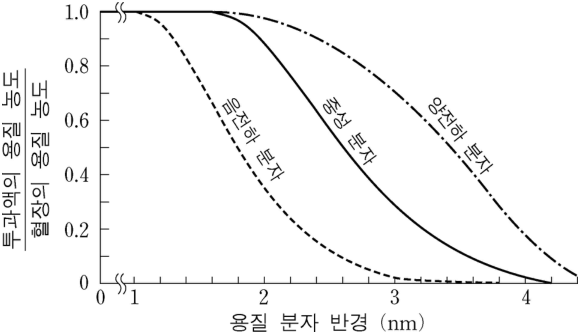 투과액의 용질 농도
혈장의 용질 농도
1.0
0.8
0.6
0.4
0.2
0
음전하 분자
중성 분자
양전하 분자
0 1 2 3 4
용질 분자 반경 (nm)